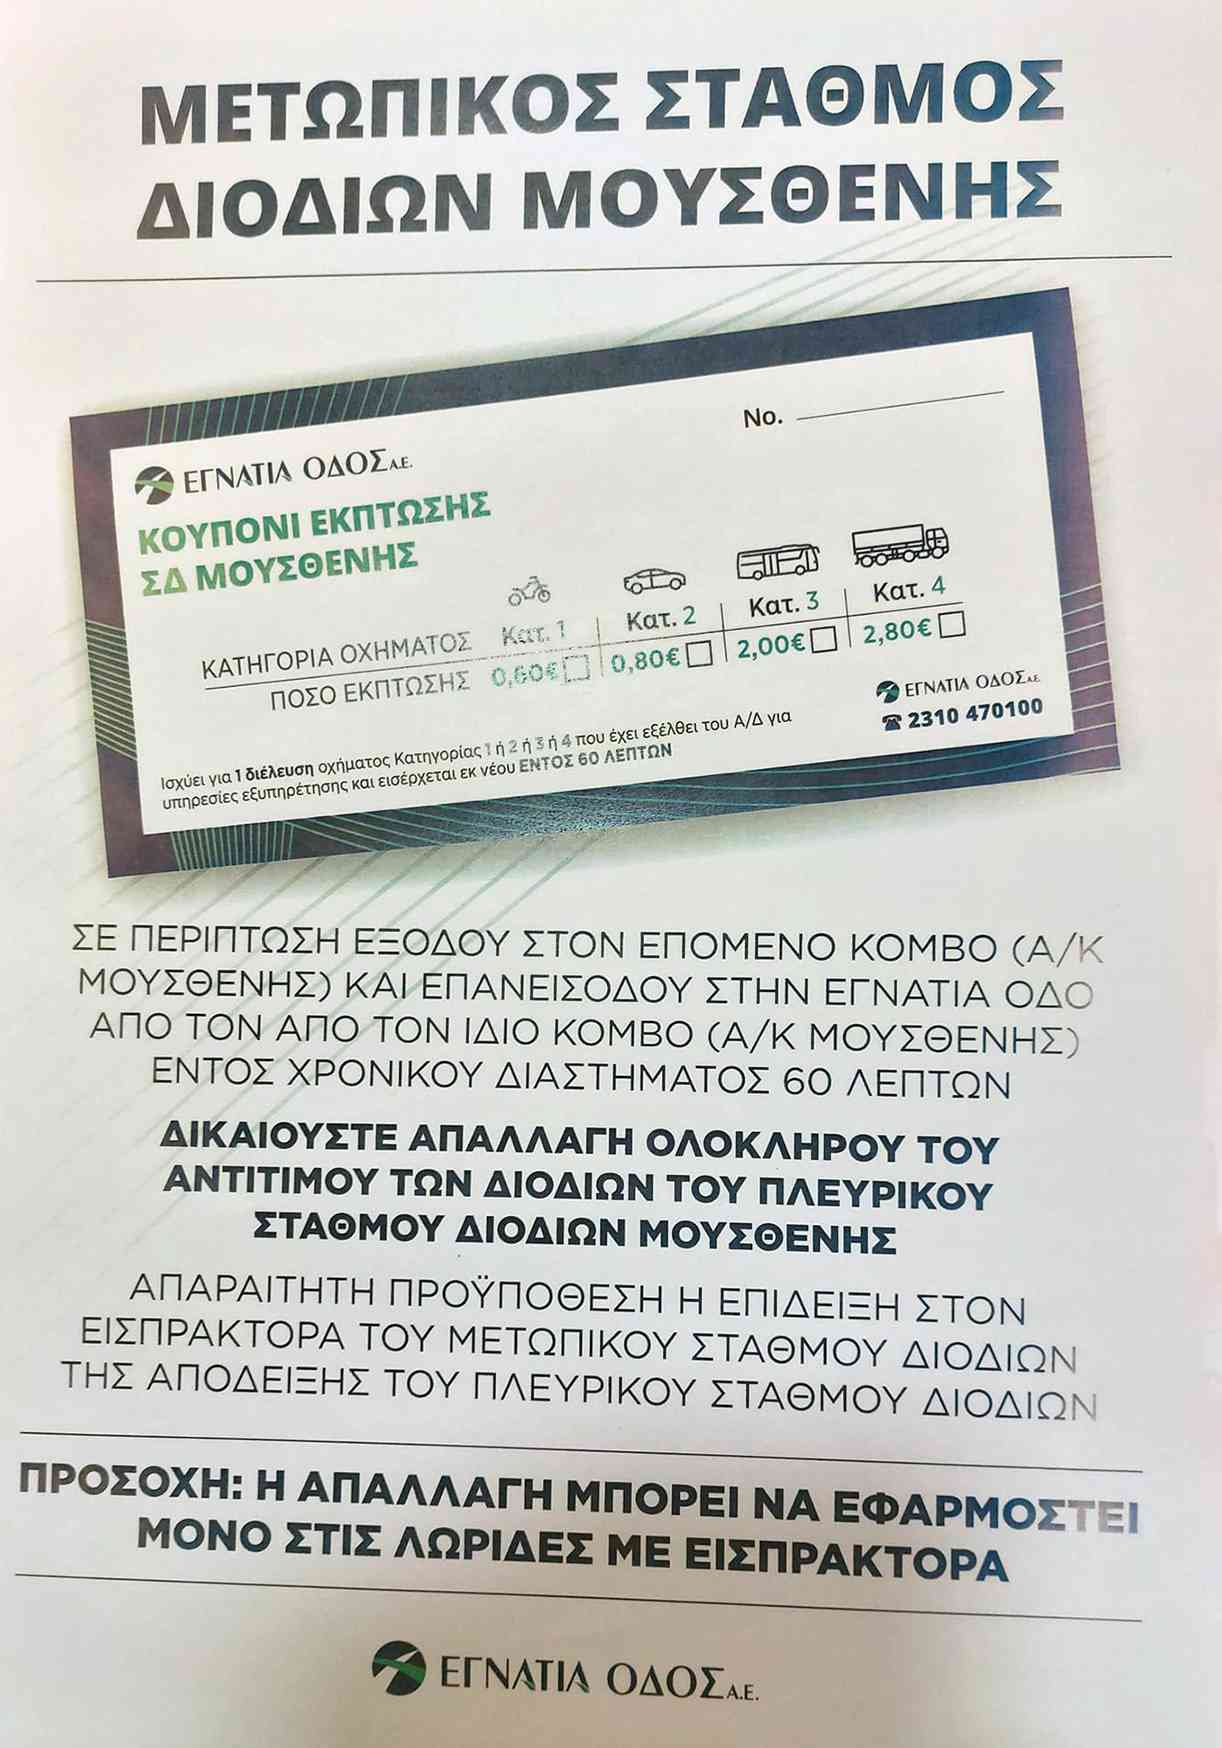 ΜΕΤΩΠΙΚΟΣ ΣΤΑΘΜΟΣ
ΔΙΟΔΙΩΝ ΜΟΥΣΘΕΝΗΣ
No.
ΕΓΝΑΤΙΑ ΟΔΟΣ Α.Ε.
ΚΟΥΠΟΝΙ ΕΚΠΤΩΣΗΣ
ΣΔ ΜΟΥΣΘΕΝΗΣ
ΚΑΤΗΓΟΡΙΑ ΟΧΗΜΑΤΟΣ Κατ. 1 Κατ. 2 Κατ. 3 Κατ. 4
ΠΟΣΟ ΕΚΠΤΩΣΗΣ 0,60€ 0,80€ 2,00€ 2,80€
Ισχύει για 1 διέλευση οχήματος Κατηγορίας 1 ή 2 ή 3 ή 4 που έχει εξέλθει του Α/Δ για
υπηρεσίες εξυπηρέτησης και εισέρχεται εκ νέου ΕΝΤΟΣ 60 ΛΕΠΤΩΝ
ΕΓΝΑΤΙΑ ΟΔΟΣ Α.Ε.
☎ 2310 470100
ΣΕ ΠΕΡΙΠΤΩΣΗ ΕΞΟΔΟΥ ΣΤΟΝ ΕΠΟΜΕΝΟ ΚΟΜΒΟ (Α/Κ
ΜΟΥΣΘΕΝΗΣ) ΚΑΙ ΕΠΑΝΕΙΣΟΔΟΥ ΣΤΗΝ ΕΓΝΑΤΙΑ ΟΔΟ
ΑΠΟ ΤΟΝ ΑΠΟ ΤΟΝ ΙΔΙΟ ΚΟΜΒΟ (Α/Κ ΜΟΥΣΘΕΝΗΣ)
ΕΝΤΟΣ ΧΡΟΝΙΚΟΥ ΔΙΑΣΤΗΜΑΤΟΣ 60 ΛΕΠΤΩΝ
ΔΙΚΑΙΟΥΣΤΕ ΑΠΑΛΛΑΓΗ ΟΛΟΚΛΗΡΟΥ ΤΟΥ
ΑΝΤΙΤΙΜΟΥ ΤΩΝ ΔΙΟΔΙΩΝ ΤΟΥ ΠΛΕΥΡΙΚΟΥ
ΣΤΑΘΜΟΥ ΔΙΟΔΙΩΝ ΜΟΥΣΘΕΝΗΣ
ΑΠΑΡΑΙΤΗΤΗ ΠΡΟΫΠΟΘΕΣΗ Η ΕΠΙΔΕΙΞΗ ΣΤΟΝ
ΕΙΣΠΡΑΚΤΟΡΑ ΤΟΥ ΜΕΤΩΠΙΚΟΥ ΣΤΑΘΜΟΥ ΔΙΟΔΙΩΝ
ΤΗΣ ΑΠΟΔΕΙΞΗΣ ΤΟΥ ΠΛΕΥΡΙΚΟΥ ΣΤΑΘΜΟΥ ΔΙΟΔΙΩΝ
ΠΡΟΣΟΧΗ: Η ΑΠΑΛΛΑΓΗ ΜΠΟΡΕΙ ΝΑ ΕΦΑΡΜΟΣΤΕΙ
ΜΟΝΟ ΣΤΙΣ ΛΩΡΙΔΕΣ ΜΕ ΕΙΣΠΡΑΚΤΟΡΑ
ΕΓΝΑΤΙΑ ΟΔΟΣ Α.Ε.